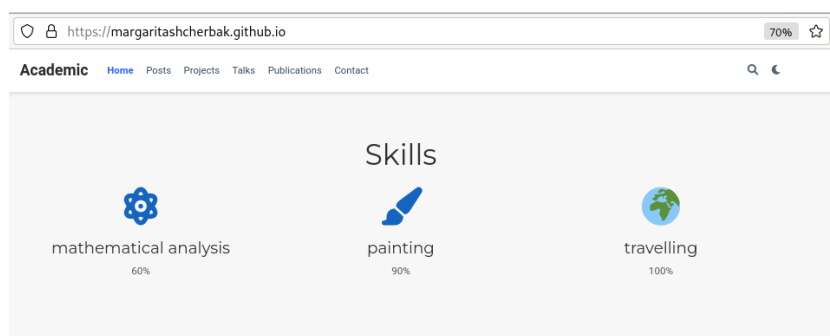 https://margaritashcherbak.github.io 70%
Academic Home Posts Projects Talks Publications Contact
Skills
mathematical analysis painting travelling
60% 90% 100%